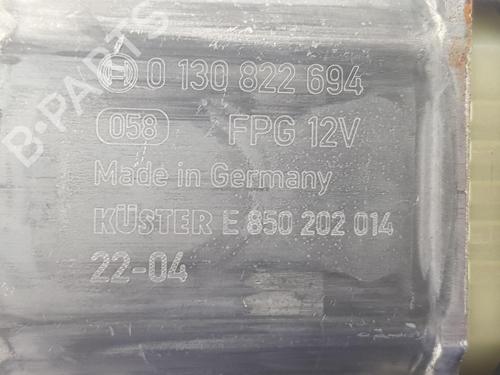 0 130 822 694
058 FPG 12V
Made in Germany
KÜSTER E 850 202 014
22-04
B-PARTS